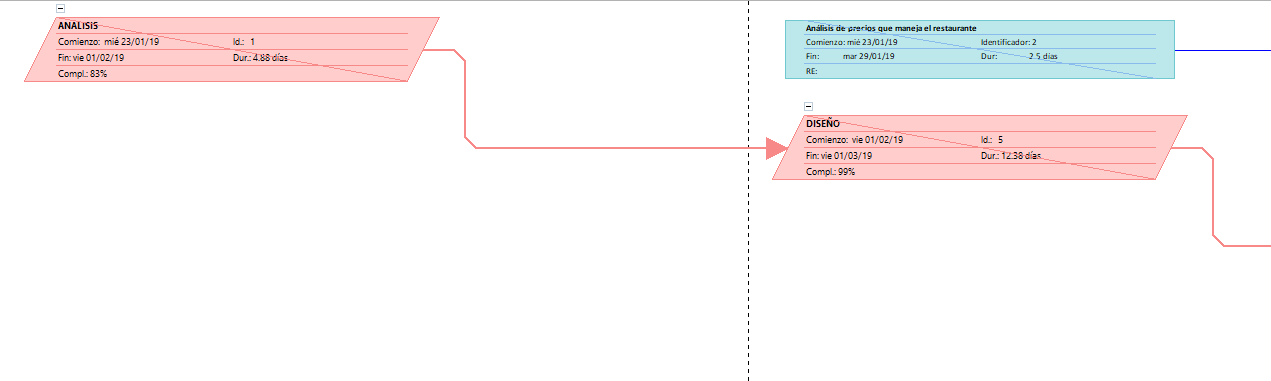 ANÁLISIS
Comienzo: mié 23/01/19 Id.: 1
Fin: vie 01/02/19 Dur.: 4.88 días
Compl.: 83%
Análisis de precios que maneja el restaurante
Comienzo: mié 23/01/19 Identificador: 2
Fin: mar 29/01/19 Dur: 2.5 días
RE:
DISEÑO
Comienzo: vie 01/02/19 Id.: 5
Fin: vie 01/03/19 Dur.: 12.38 días
Compl.: 99%